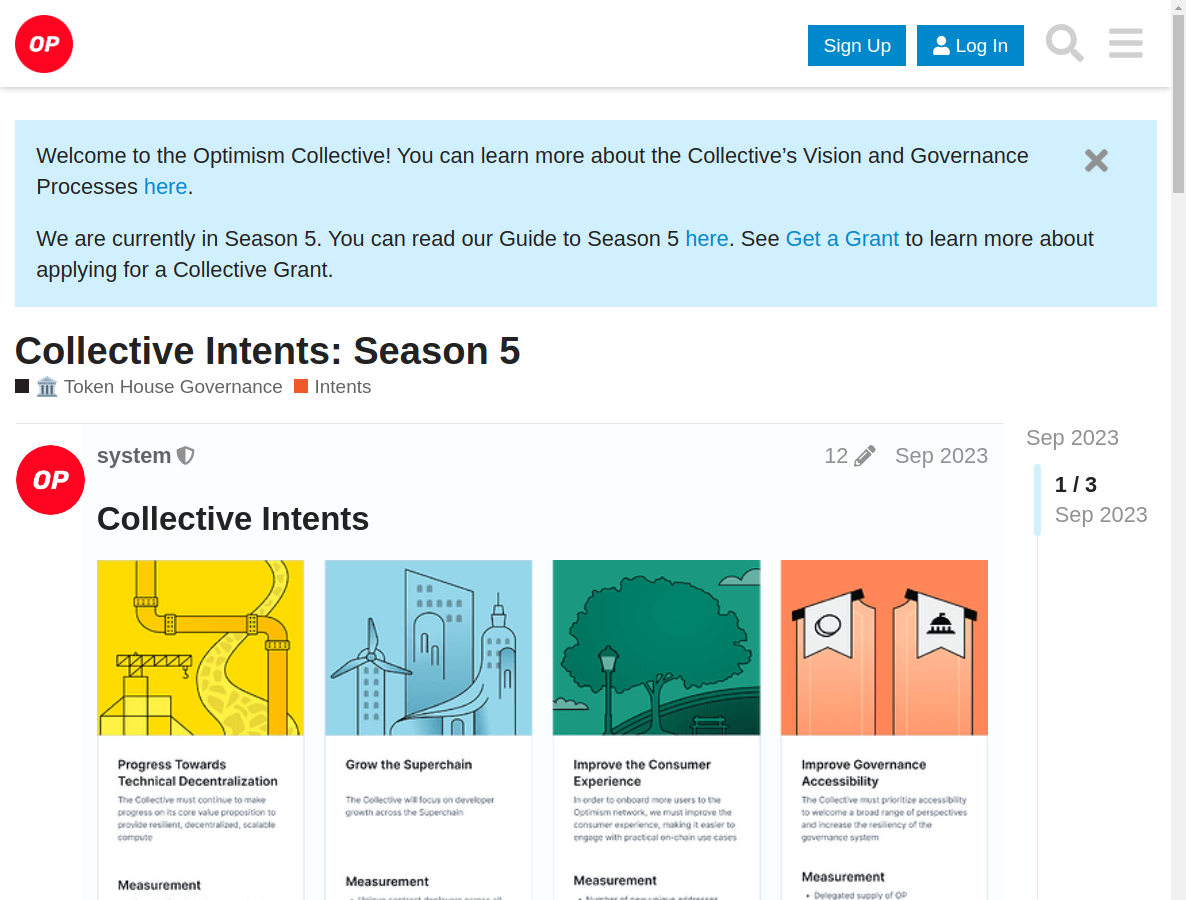 OP
Sign Up
Log In
Welcome to the Optimism Collective! You can learn more about the Collective’s Vision and Governance
Processes here.
We are currently in Season 5. You can read our Guide to Season 5 here. See Get a Grant to learn more about
applying for a Collective Grant.
Collective Intents: Season 5
🏛️ Token House Governance
Intents
OP
system
12
Sep 2023
Sep 2023
1 / 3
Sep 2023
Collective Intents
Progress Towards
Technical Decentralization
The Collective must continue to make
progress on its core value proposition to
provide resilient, decentralized, scalable
compute
Measurement
Grow the Superchain
The Collective will focus on developer
growth across the Superchain
Measurement
Improve the Consumer
Experience
In order to onboard more users to the
Optimism network, we must improve the
consumer experience, making it easier to
engage with practical on-chain use cases
Measurement
• Number of new unique addresses
Improve Governance
Accessibility
The Collective must prioritize accessibility
to welcome a broad range of perspectives
and increase the resiliency of the
governance system
Measurement
• Delegated supply of OP